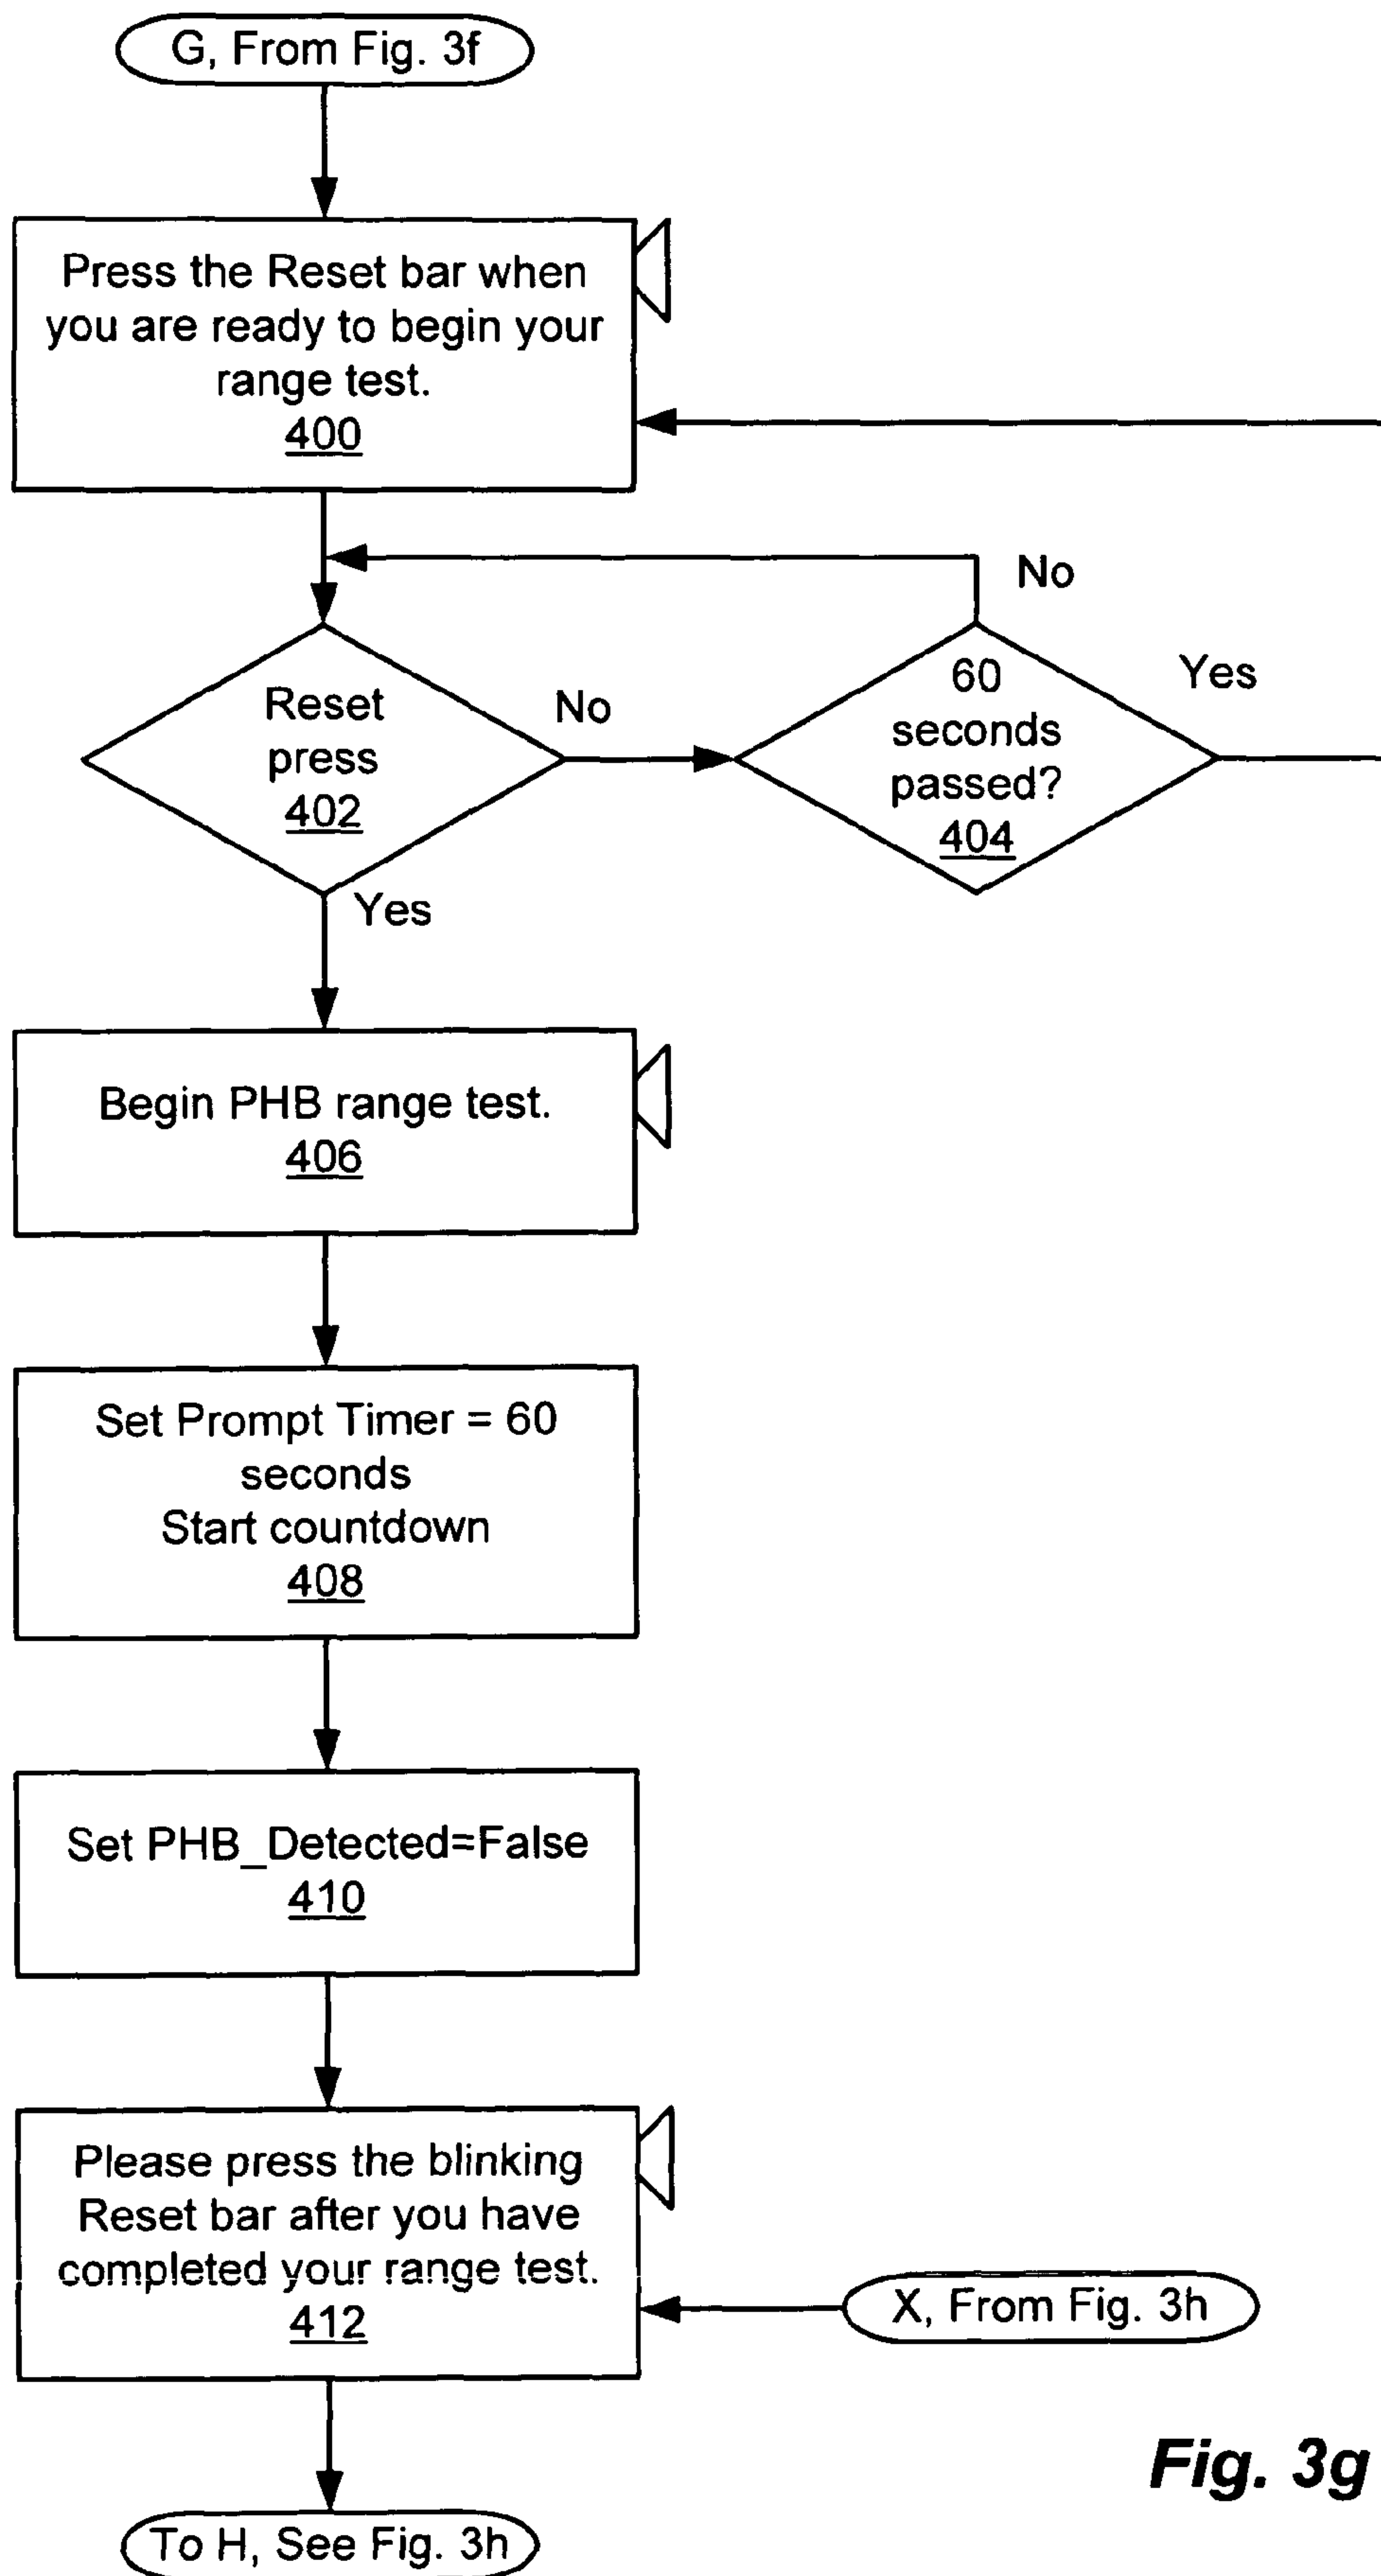 G, From Fig. 3f
Press the Reset bar when
you are ready to begin your
range test.
400
No
Reset
press
402
No
60
seconds
passed?
404
Yes
Yes
Begin PHB range test.
406
Set Prompt Timer = 60
seconds
Start countdown
408
Set PHB_Detected=False
410
Please press the blinking
Reset bar after you have
completed your range test.
412
X, From Fig. 3h
Fig. 3g
To H, See Fig. 3h